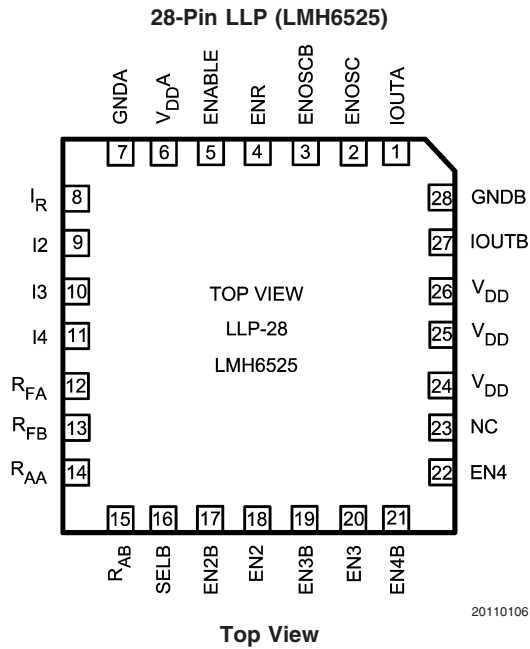 28-Pin LLP (LMH6525)
GNDA
VDDA
ENABLE
ENR
ENOSCB
ENOSC
IOUTA
7 6 5 4 3 2 1
IR 8
I2 9
I3 10
I4 11
RFA 12
RFB 13
RAA 14
TOP VIEW
LLP-28
LMH6525
28 GNDB
27 IOUTB
26 VDD
25 VDD
24 VDD
23 NC
22 EN4
15 16 17 18 19 20 21
RAB
SELB
EN2B
EN2
EN3B
EN3
EN4B
20110106
Top View